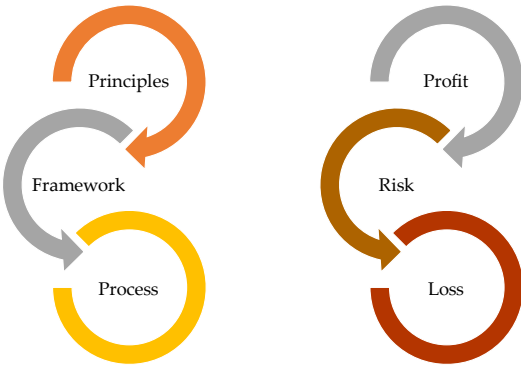 Principles
Framework
Process
Profit
Risk
Loss